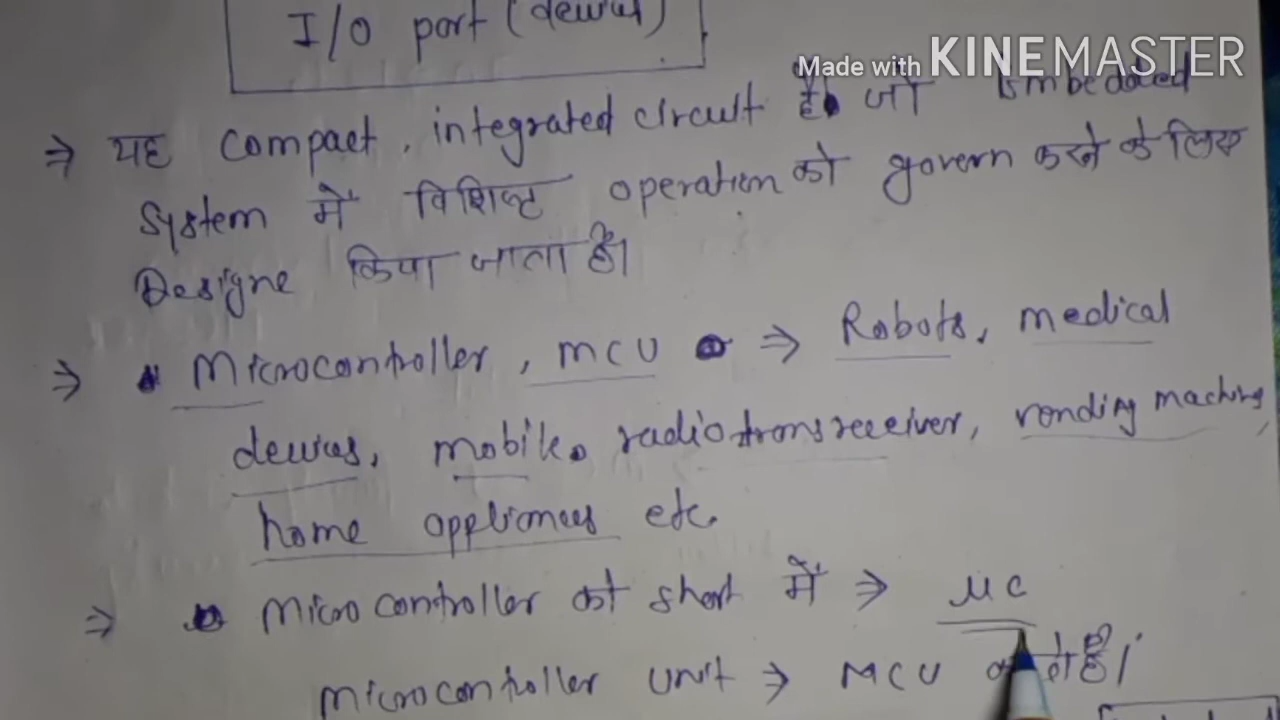 I/O port (devices)
Made with KINEMASTER
⇒ यह compact, integrated circuit है। जो Embedded
System में विशिष्ट operation को govern करने के लिए
Designe किया जाता है।
⇒ Microcontroller, MCU ⇒ Robots, medical
devices, mobile, radio transreceiver, vending machine,
home appliances etc.
⇒ Microcontroller को short में ⇒ μc
Microcontroller unit ⇒ MCU कहते है।